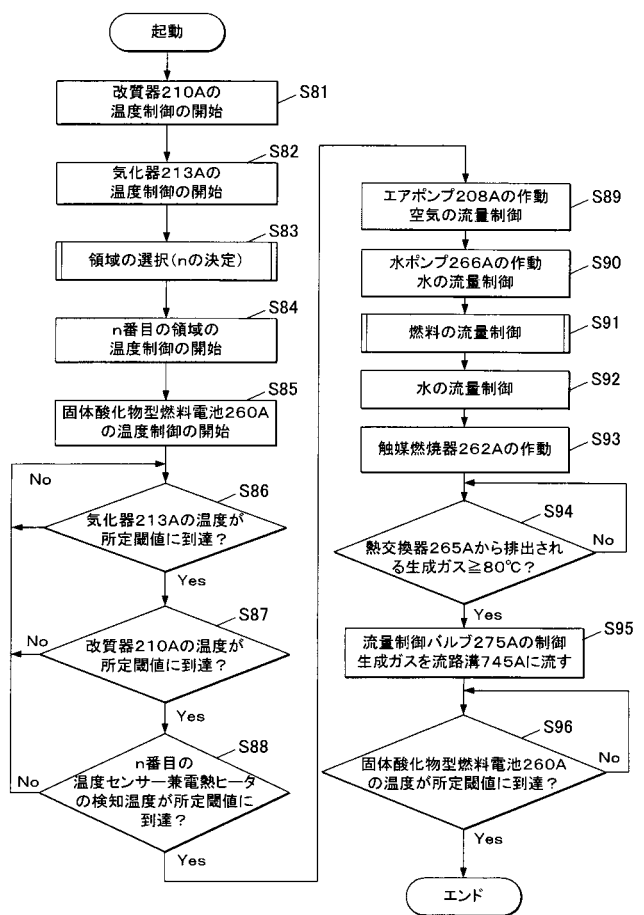 起動
改質器210Aの
温度制御の開始
S81
気化器213Aの
温度制御の開始
S82
領域の選択(nの決定)
S83
n番目の領域の
温度制御の開始
S84
固体酸化物型燃料電池260A
の温度制御の開始
S85
No
S86
気化器213Aの温度が
所定閾値に到達?
Yes
S87
No
改質器210Aの温度が
所定閾値に到達?
Yes
S88
No
n番目の
温度センサー兼電熱ヒータ
の検知温度が所定閾値に
到達?
Yes
エアポンプ208Aの作動
空気の流量制御
S89
水ポンプ266Aの作動
水の流量制御
S90
燃料の流量制御
S91
水の流量制御
S92
触媒燃焼器262Aの作動
S93
S94
熱交換器265Aから排出され
る生成ガス≧80℃?
No
Yes
流量制御バルブ275Aの制御
生成ガスを流路溝745Aに流す
S95
S96
固体酸化物型燃料電池260A
の温度が所定閾値に到達?
No
Yes
エンド